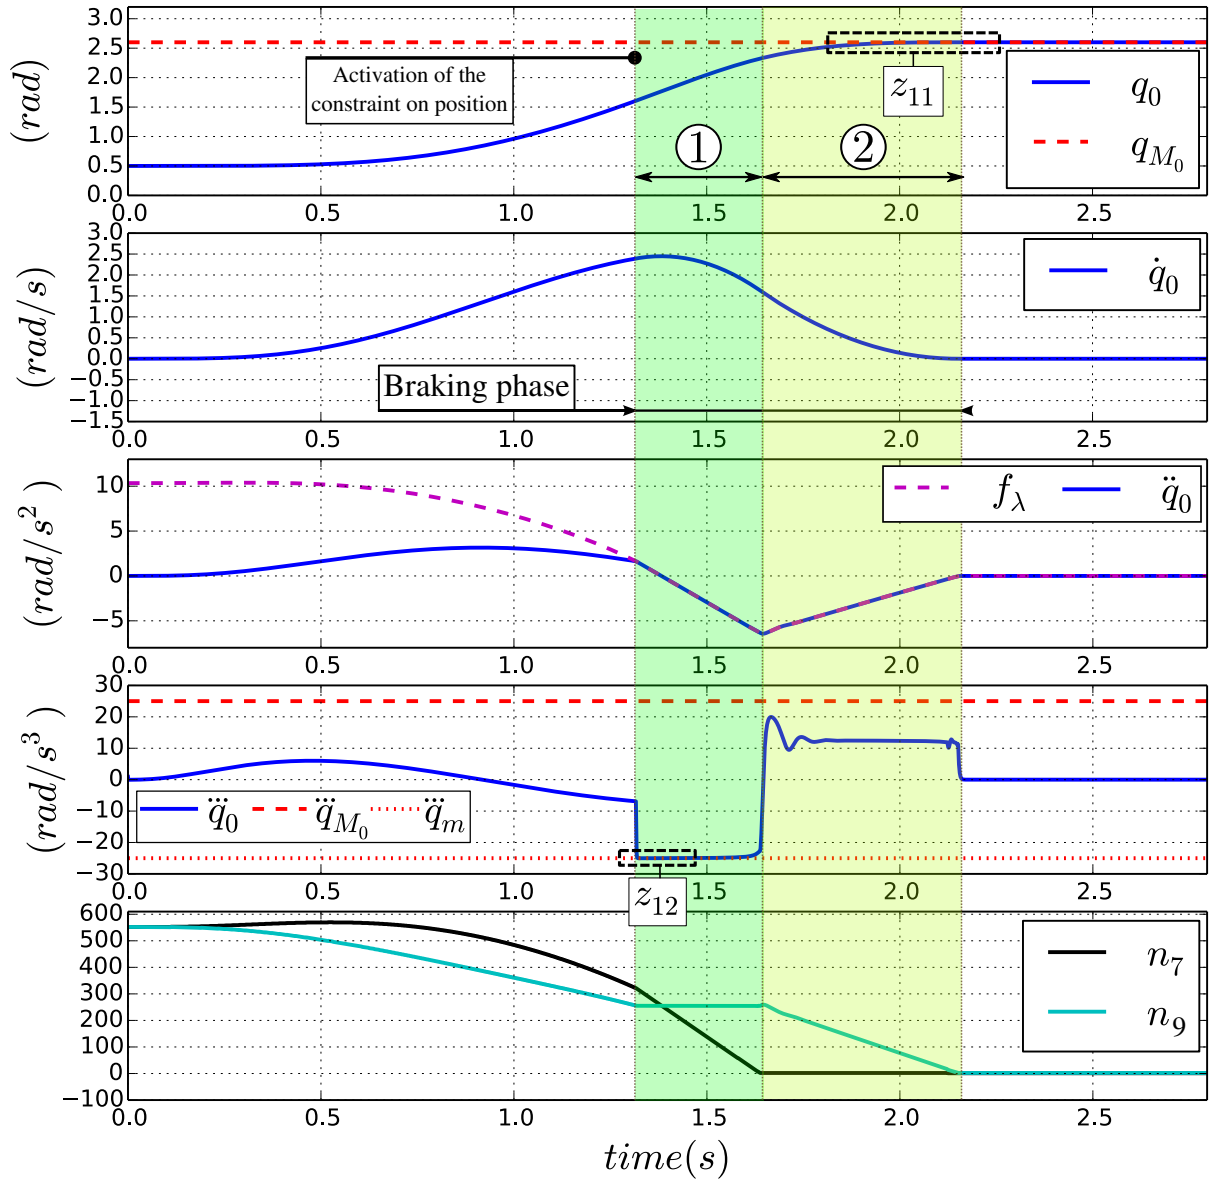 3.0
2.5
2.0
1.5
1.0
0.5
0.0
(rad)
Activation of the
constraint on position
z₁₁
1
2
q₀
q_{M₀}
0.0 0.5 1.0 1.5 2.0 2.5
3.0
2.5
2.0
1.5
1.0
0.5
0.0
−0.5
−1.0
−1.5
(rad/s)
q̇₀
Braking phase
0.0 0.5 1.0 1.5 2.0 2.5
10
5
0
−5
(rad/s²)
f_λ q̈₀
0.0 0.5 1.0 1.5 2.0 2.5
30
20
10
0
−10
−20
−30
(rad/s³)
q⃛₀ q⃛_{M₀} q⃛ₘ
z₁₂
0.0 0.5 1.0 1.5 2.0 2.5
600
500
400
300
200
100
0
−100
n₇
n₉
0.0 0.5 1.0 1.5 2.0 2.5
time(s)